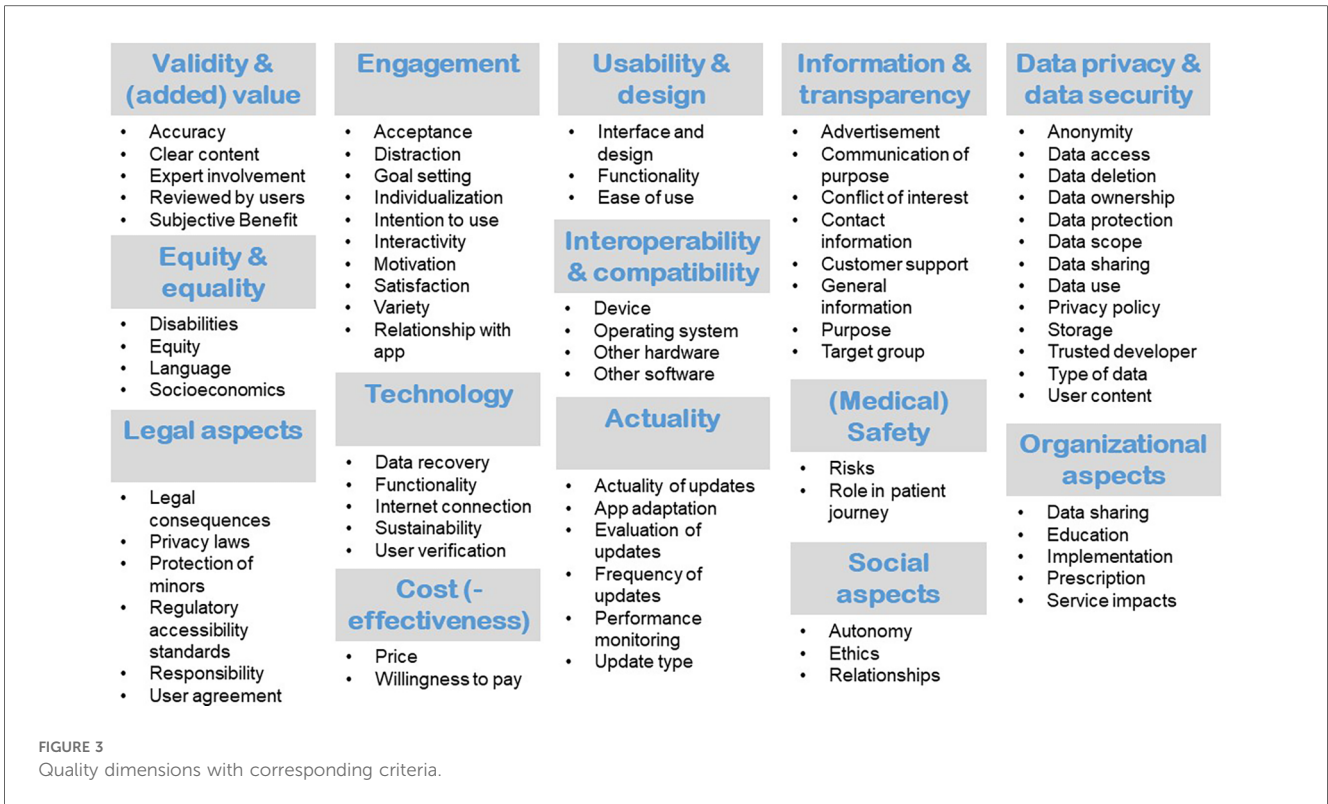 Validity &
(added) value
• Accuracy
• Clear content
• Expert involvement
• Reviewed by users
• Subjective Benefit
Equity &
equality
• Disabilities
• Equity
• Language
• Socioeconomics
Legal aspects
• Legal
consequences
• Privacy laws
• Protection of
minors
• Regulatory
accessibility
standards
• Responsibility
• User agreement
Engagement
• Acceptance
• Distraction
• Goal setting
• Individualization
• Intention to use
• Interactivity
• Motivation
• Satisfaction
• Variety
• Relationship with
app
Technology
• Data recovery
• Functionality
• Internet connection
• Sustainability
• User verification
Cost (-
effectiveness)
• Price
• Willingness to pay
Usability &
design
• Interface and
design
• Functionality
• Ease of use
Interoperability
& compatibility
• Device
• Operating system
• Other hardware
• Other software
Actuality
• Actuality of updates
• App adaptation
• Evaluation of
updates
• Frequency of
updates
• Performance
monitoring
• Update type
Information &
transparency
• Advertisement
• Communication of
purpose
• Conflict of interest
• Contact
information
• Customer support
• General
information
• Purpose
• Target group
(Medical)
Safety
• Risks
• Role in patient
journey
Social
aspects
• Autonomy
• Ethics
• Relationships
Data privacy &
data security
• Anonymity
• Data access
• Data deletion
• Data ownership
• Data protection
• Data scope
• Data sharing
• Data use
• Privacy policy
• Storage
• Trusted developer
• Type of data
• User content
Organizational
aspects
• Data sharing
• Education
• Implementation
• Prescription
• Service impacts
FIGURE 3
Quality dimensions with corresponding criteria.